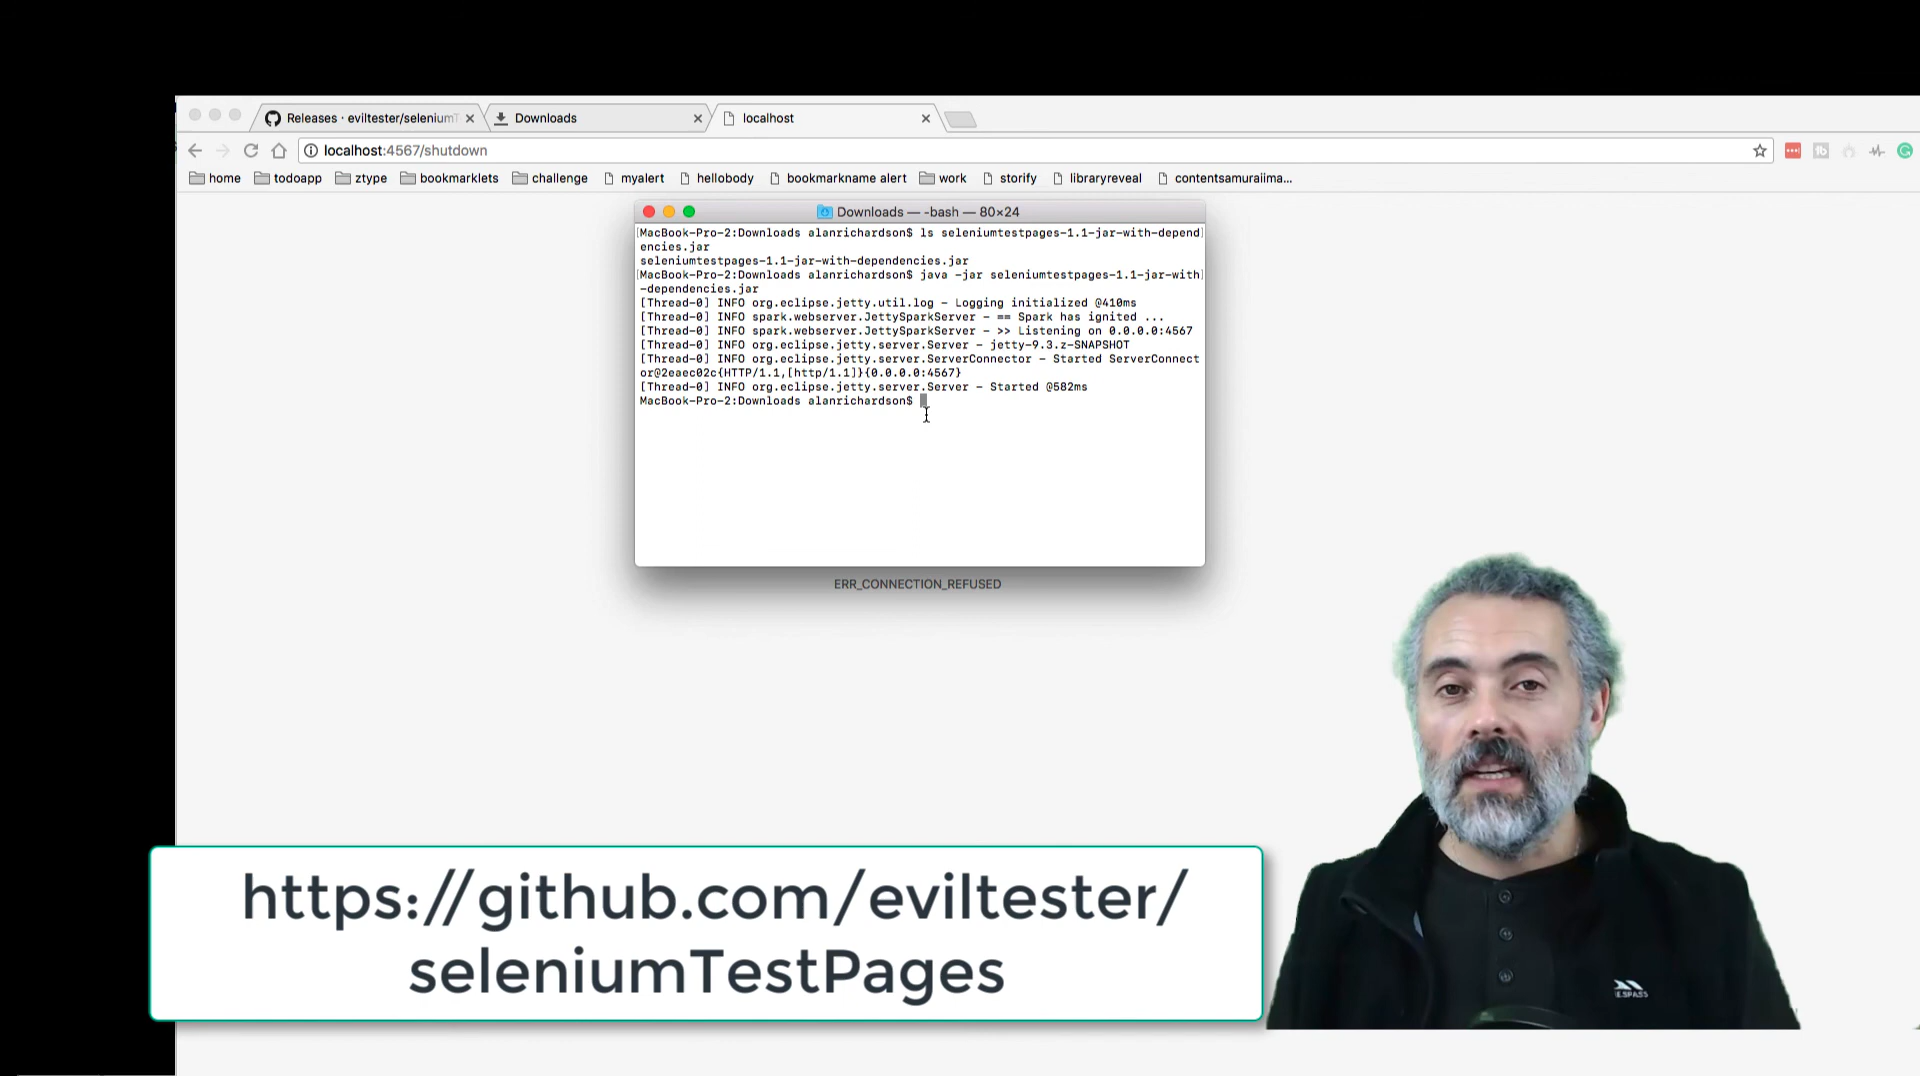 Releases · eviltester/seleniumT
Downloads
localhost
localhost:4567/shutdown
home
todoapp
ztype
bookmarklets
challenge
myalert
hellobody
bookmarkname alert
work
storify
libraryreveal
contentsamuraiima...
Downloads — -bash — 80×24
MacBook-Pro-2:Downloads alanrichardson$ ls seleniumtestpages-1.1-jar-with-depend
encies.jar
seleniumtestpages-1.1-jar-with-dependencies.jar
MacBook-Pro-2:Downloads alanrichardson$ java -jar seleniumtestpages-1.1-jar-with
-dependencies.jar
[Thread-0] INFO org.eclipse.jetty.util.log - Logging initialized @410ms
[Thread-0] INFO spark.webserver.JettySparkServer - == Spark has ignited ...
[Thread-0] INFO spark.webserver.JettySparkServer - >> Listening on 0.0.0.0:4567
[Thread-0] INFO org.eclipse.jetty.server.Server - jetty-9.3.z-SNAPSHOT
[Thread-0] INFO org.eclipse.jetty.server.ServerConnector - Started ServerConnect
or@2eaec02c{HTTP/1.1,[http/1.1]}{0.0.0.0:4567}
[Thread-0] INFO org.eclipse.jetty.server.Server - Started @582ms
MacBook-Pro-2:Downloads alanrichardson$
ERR_CONNECTION_REFUSED
https://github.com/eviltester/
seleniumTestPages